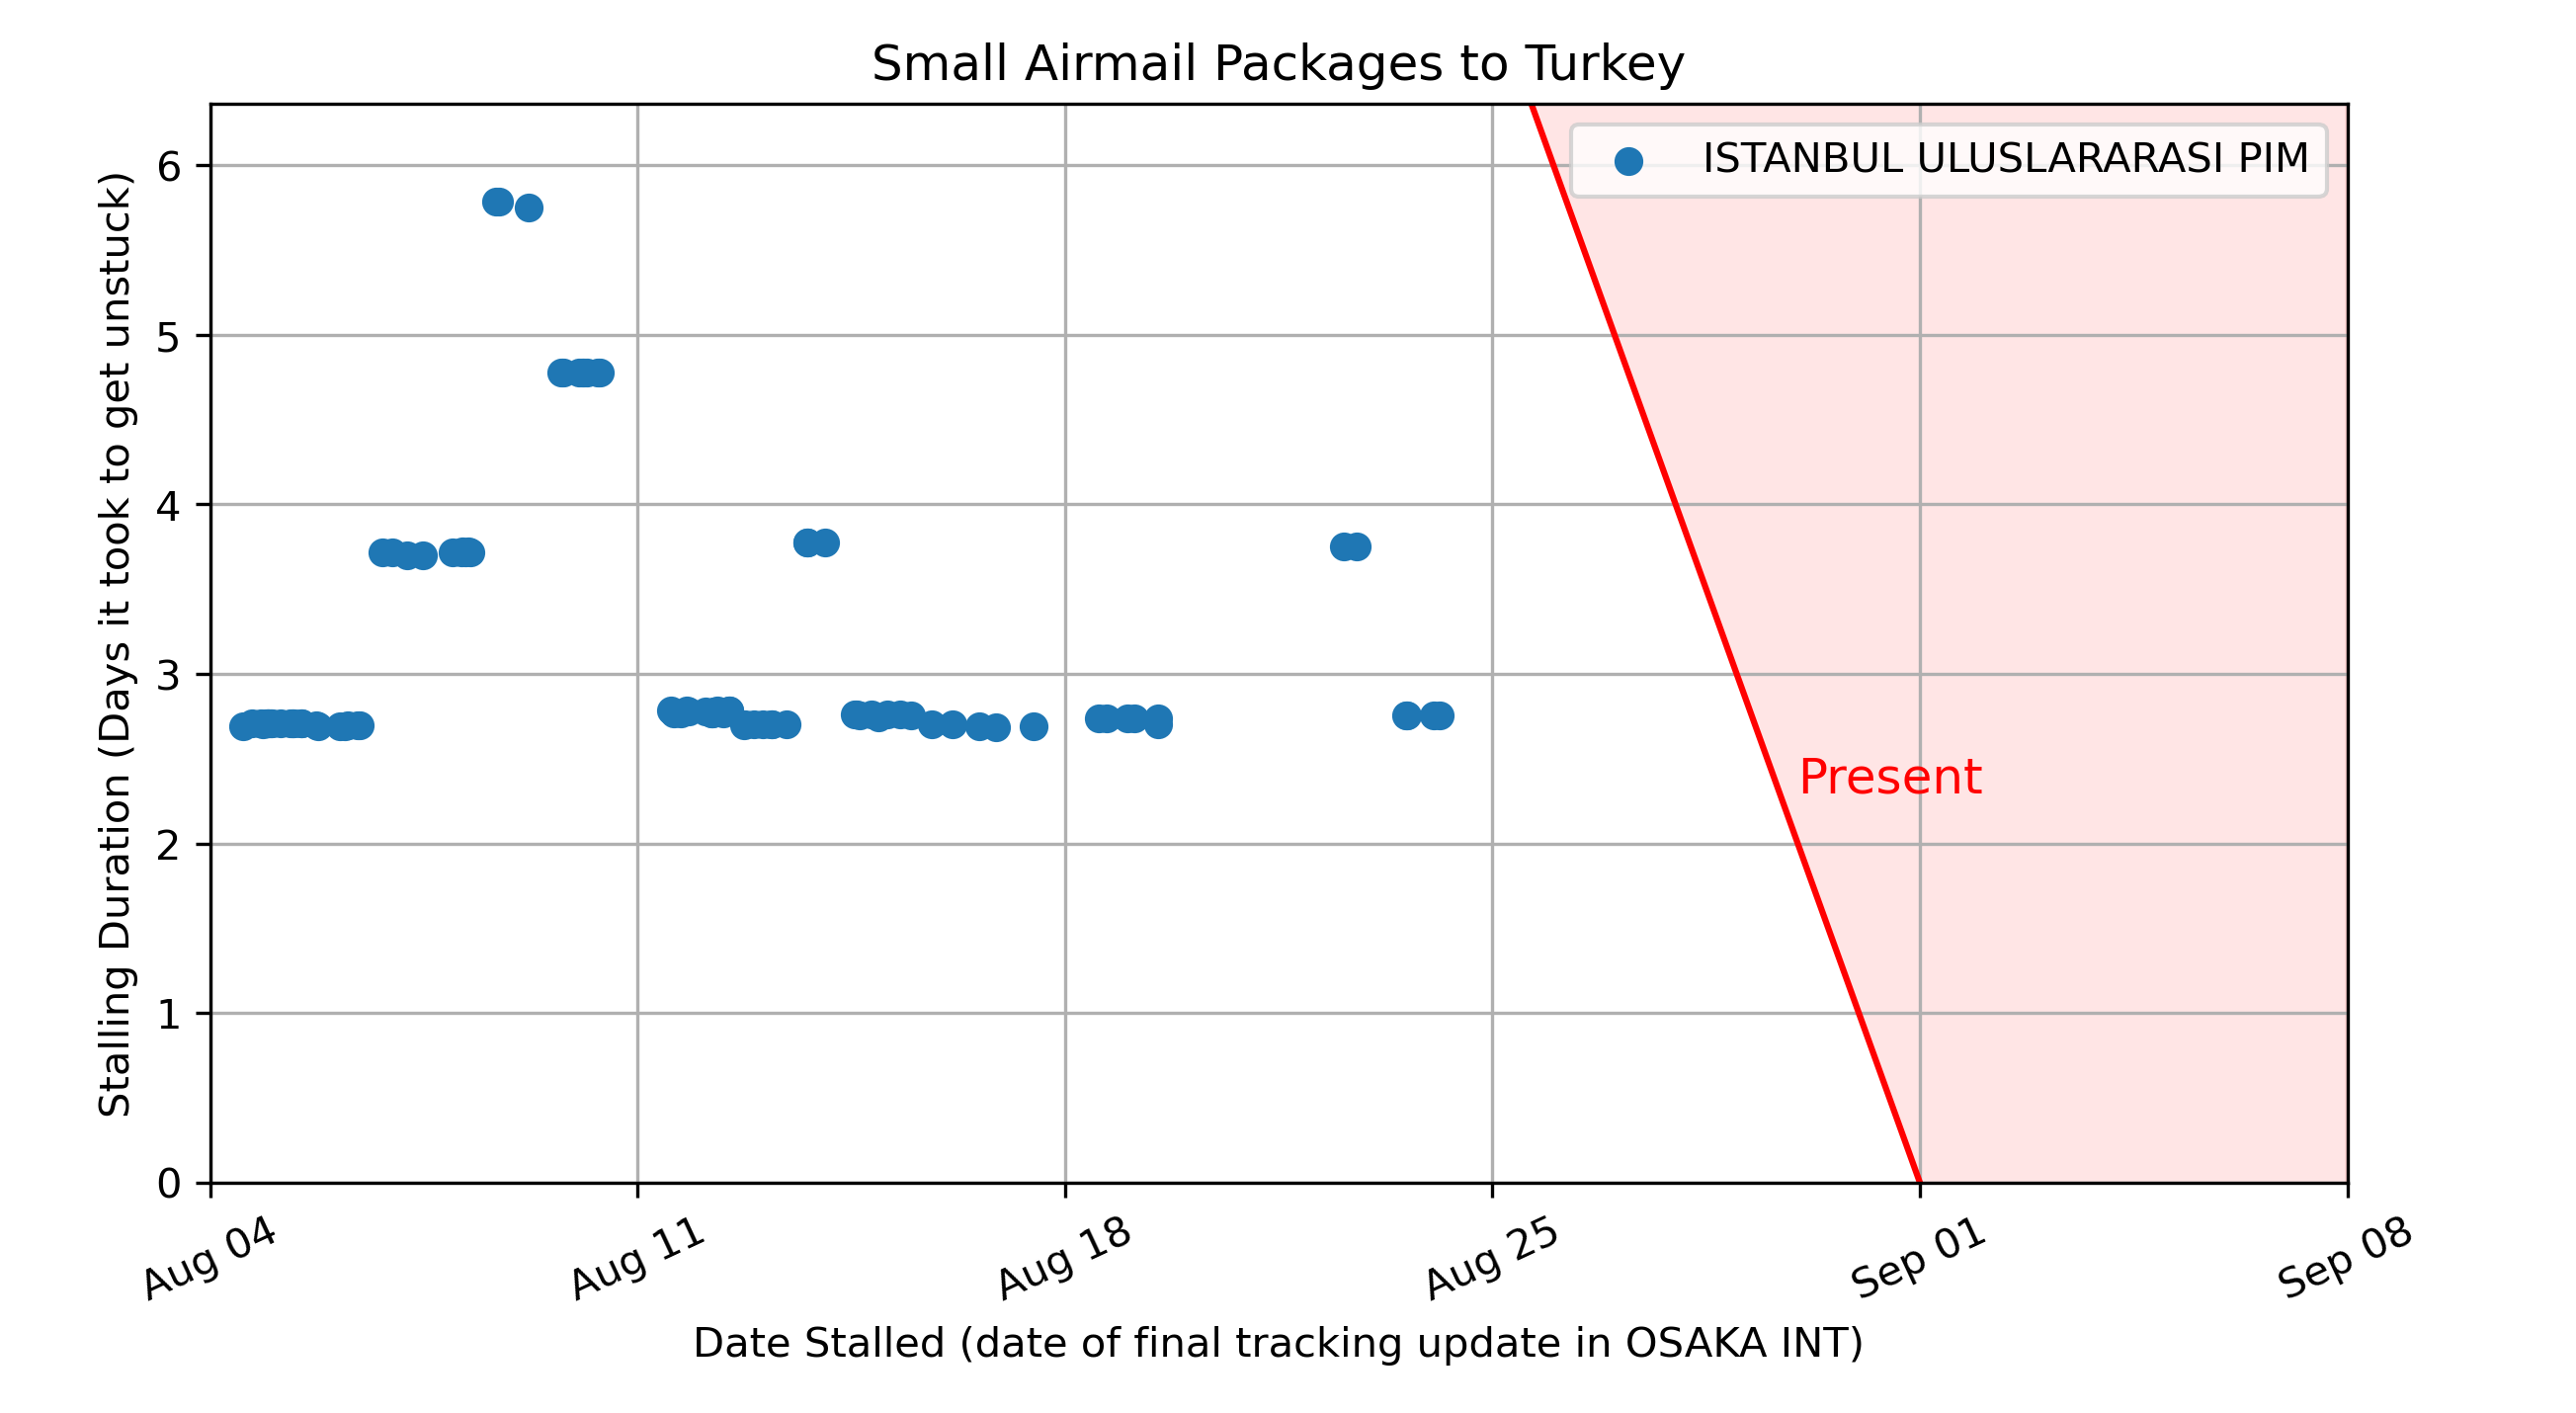 Small Airmail Packages to Turkey
Stalling Duration (Days it took to get unstuck)
6
5
4
3
2
1
0
ISTANBUL ULUSLARARASI PIM
Present
Aug 04
Aug 11
Aug 18
Aug 25
Sep 01
Sep 08
Date Stalled (date of final tracking update in OSAKA INT)